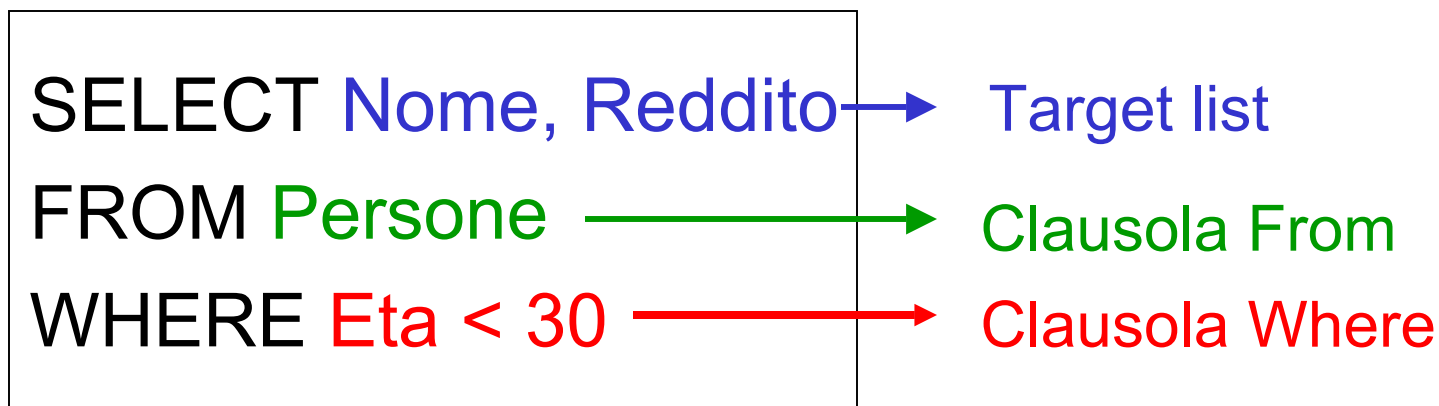 SELECT Nome, Reddito Target list
FROM Persone Clausola From
WHERE Eta < 30 Clausola Where